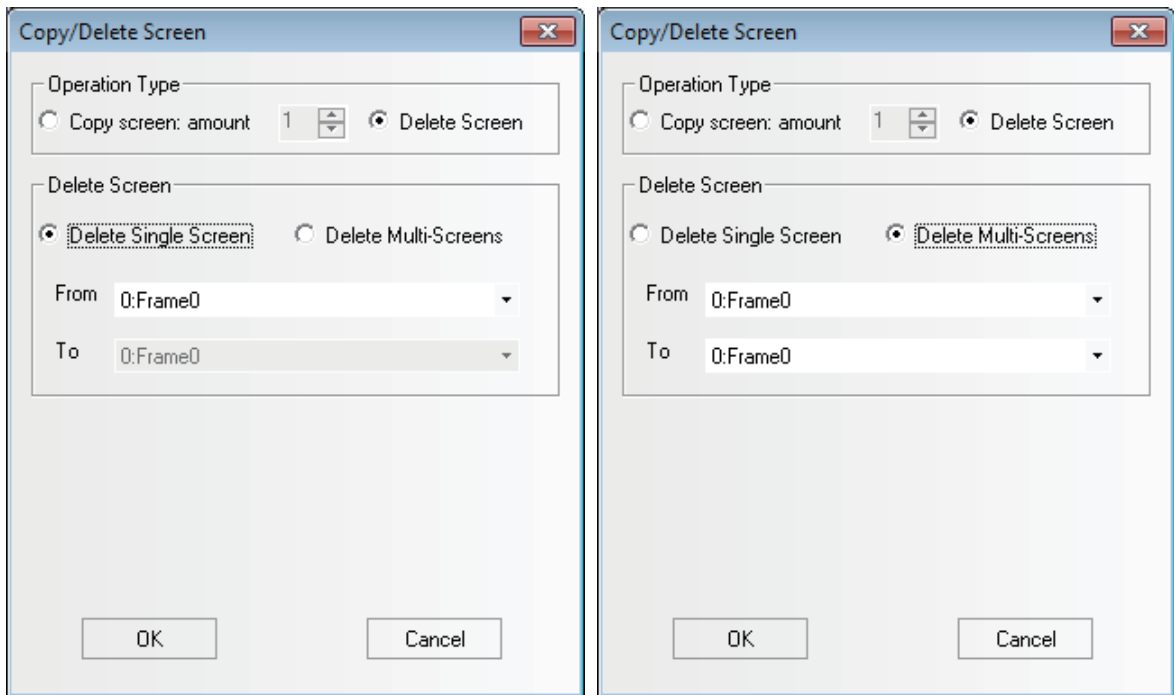 Copy/Delete Screen
Operation Type
Copy screen: amount 1 Delete Screen
Delete Screen
Delete Single Screen Delete Multi-Screens
From 0:Frame0
To 0:Frame0
OK Cancel
Copy/Delete Screen
Operation Type
Copy screen: amount 1 Delete Screen
Delete Screen
Delete Single Screen Delete Multi-Screens
From 0:Frame0
To 0:Frame0
OK Cancel